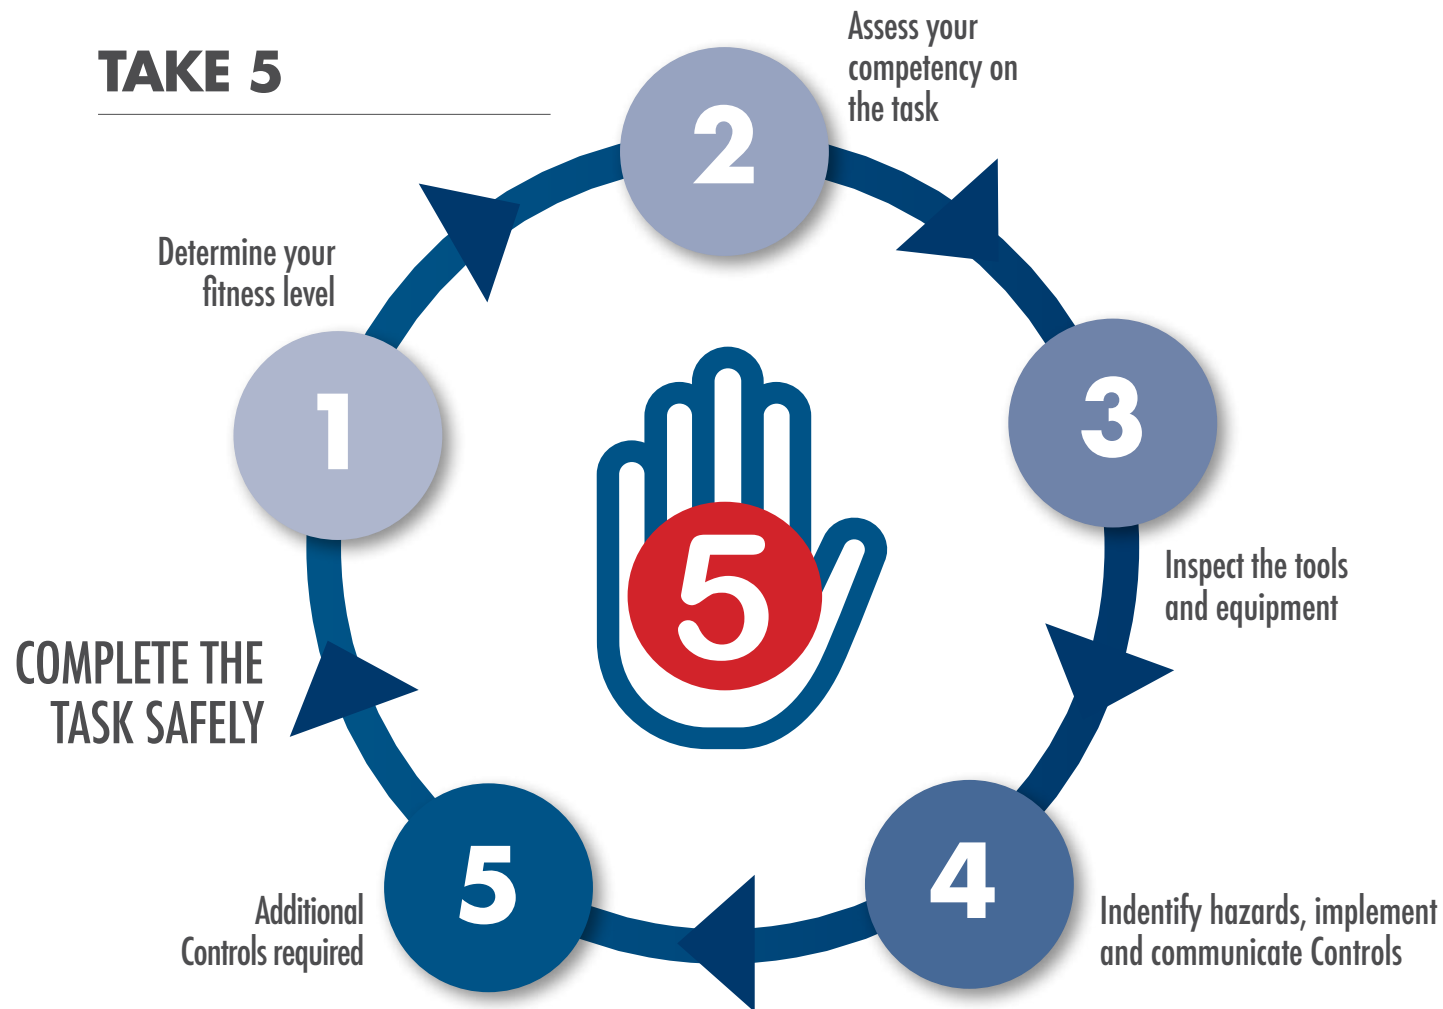 TAKE 5
1
Determine your
fitness level
2
Assess your
competency on
the task
3
Inspect the tools
and equipment
4
Indentify hazards, implement
and communicate Controls
5
Additional
Controls required
COMPLETE THE
TASK SAFELY
5